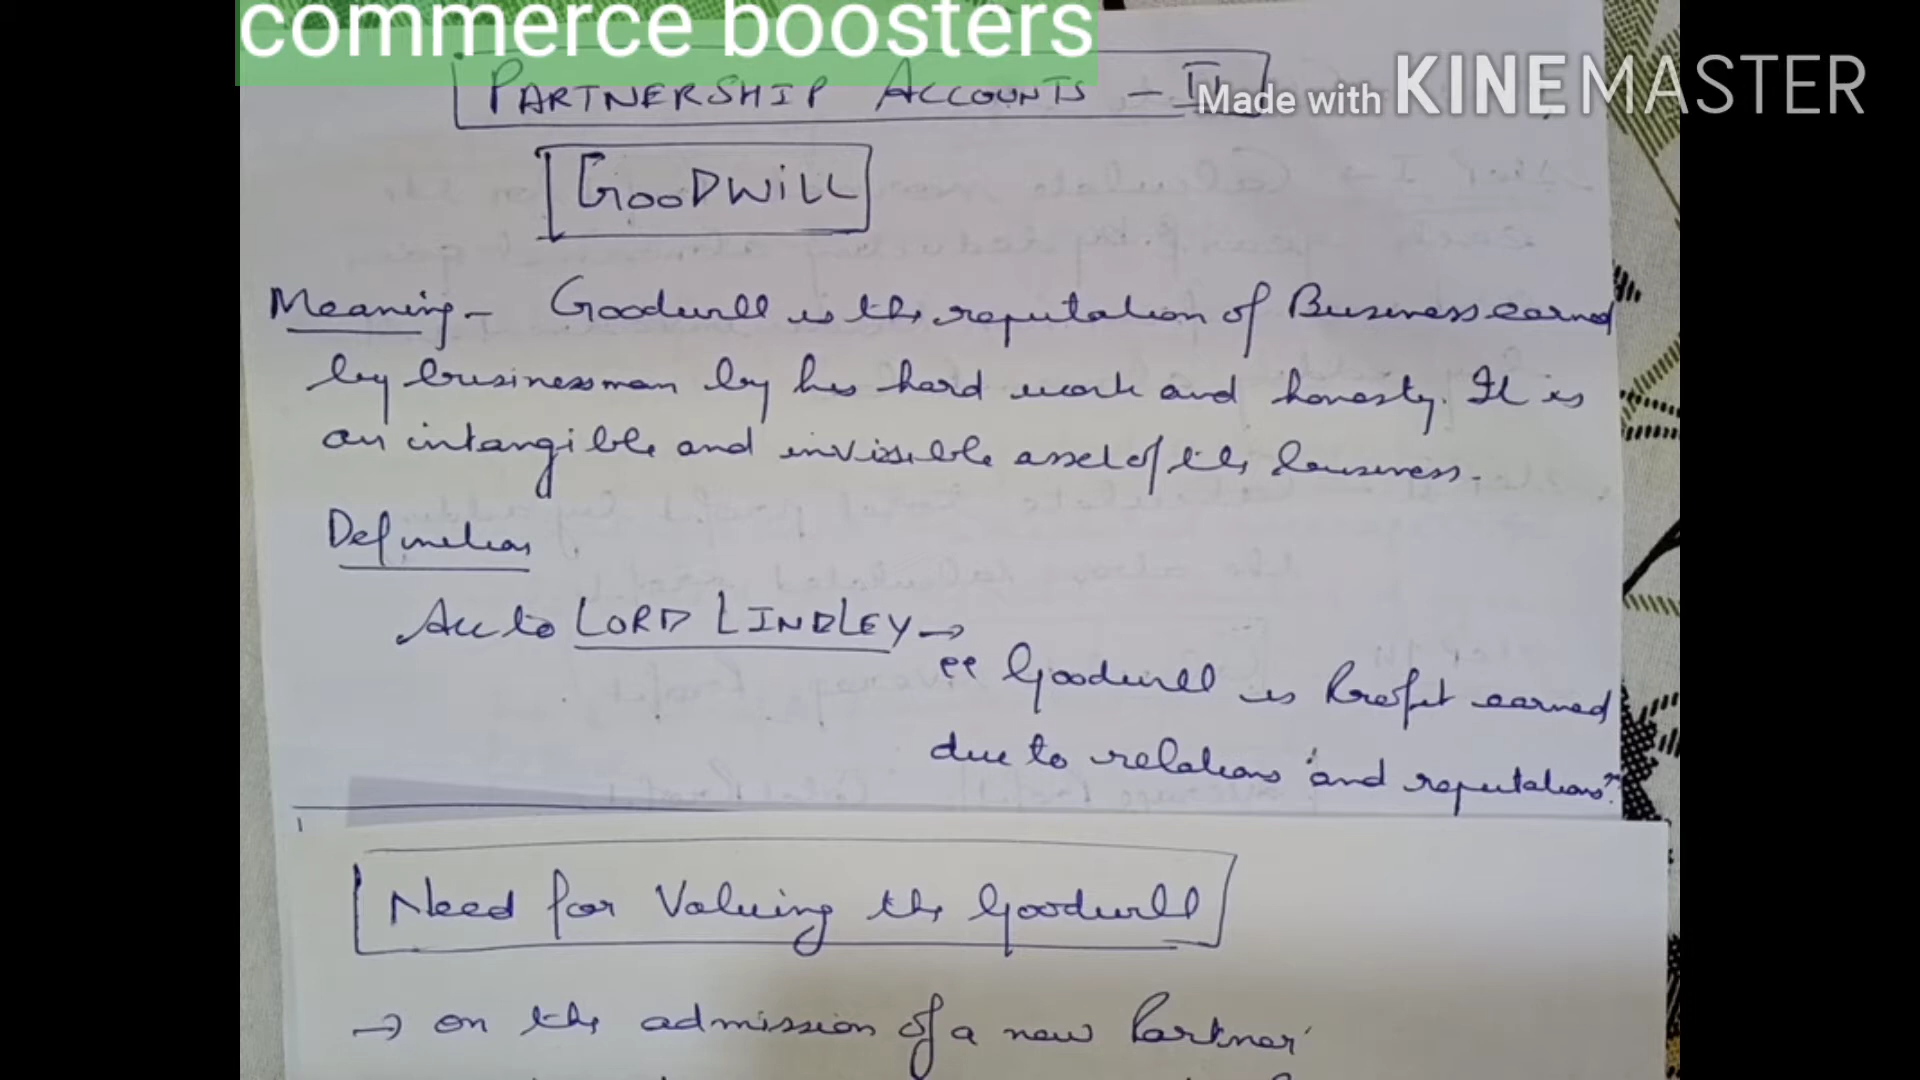 commerce boosters
PARTNERSHIP ACCOUNTS - II
Made with KINEMASTER
GOODWILL
Meaning - Goodwill is the reputation of Business earned
by businessman by his hard work and honesty. It is
an intangible and invisible asset of the business.
Definition
Acc to LORD LINDLEY →
"Goodwill is Profit earned
due to relations and reputations"
Need for Valuing the Goodwill
→ on the admission of a new Partner